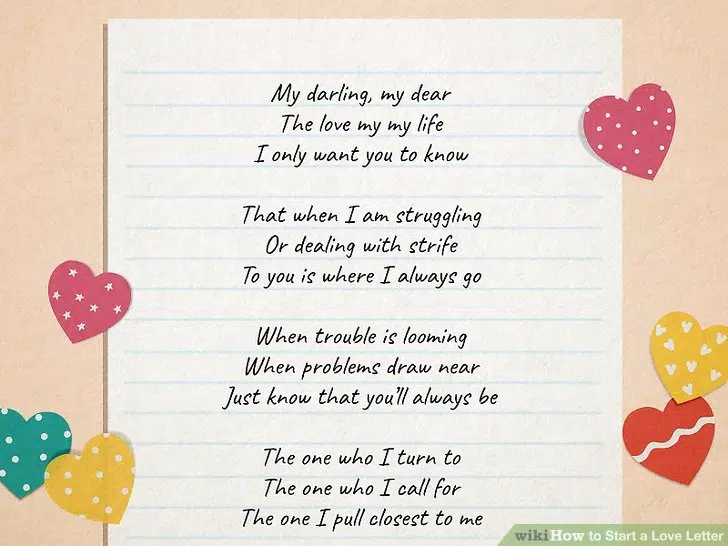 My darling, my dear
The love my my life
I only want you to know
That when I am struggling
Or dealing with strife
To you is where I always go
When trouble is looming
When problems draw near
Just know that you'll always be
The one who I turn to
The one who I call for
The one I pull closest to me
wikiHow to Start a Love Letter